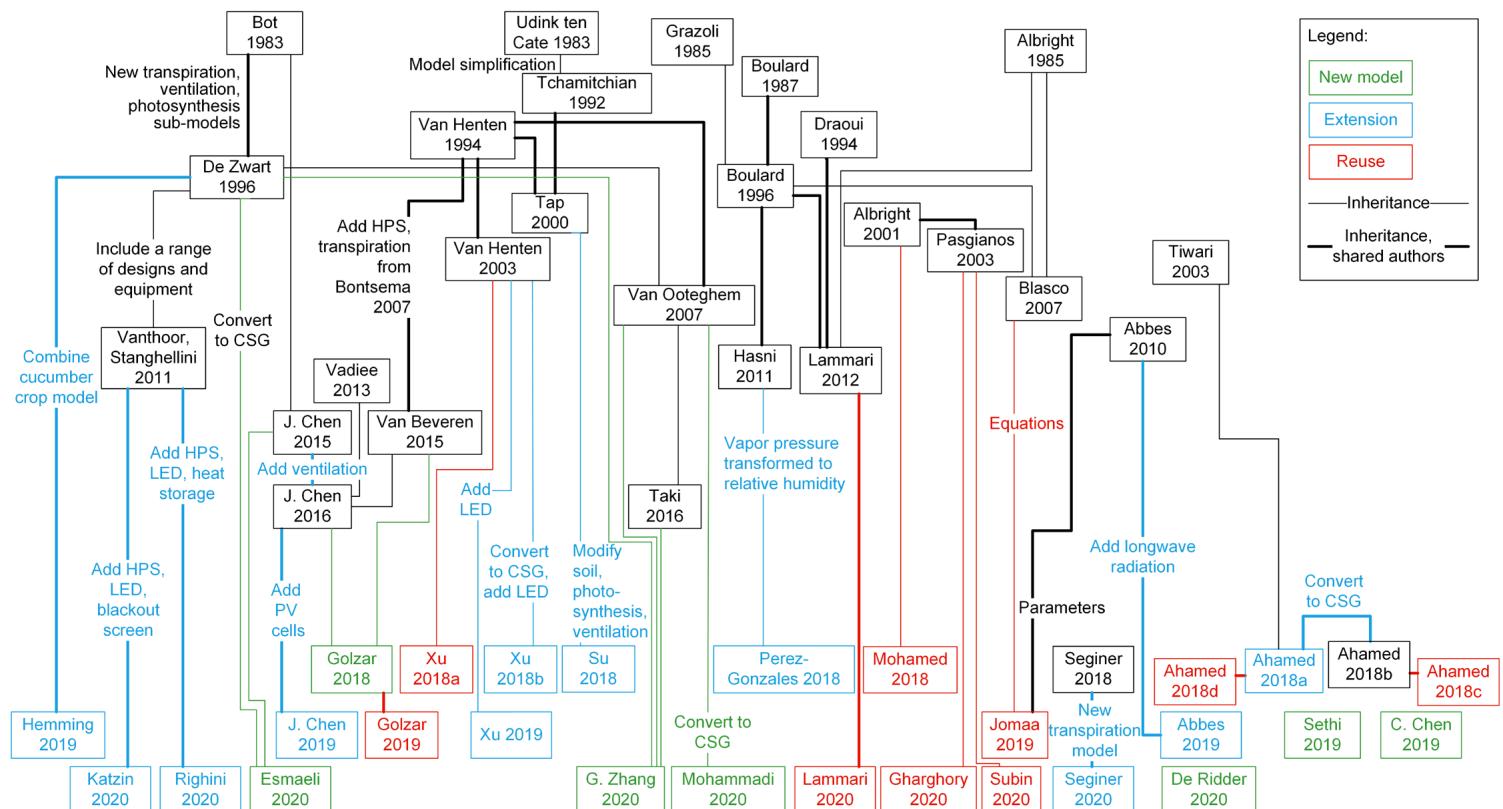 Bot
1983
Udink ten
Cate 1983
Grazoli
1985
Albright
1985
Legend:
New model
Extension
Reuse
Inheritance
Inheritance,
shared authors
New transpiration,
ventilation,
photosynthesis
sub-models
Model simplification
Tchamitchian
1992
Boulard
1987
Van Henten
1994
Draoui
1994
De Zwart
1996
Boulard
1996
Tap
2000
Albright
2001
Pasgianos
2003
Tiwari
2003
Add HPS,
transpiration
from
Bontsema
2007
Van Henten
2003
Include a range
of designs and
equipment
Convert
to CSG
Van Ooteghem
2007
Blasco
2007
Abbes
2010
Vanthoor,
Stanghellini
2011
Combine
cucumber
crop model
Vadiee
2013
Hasni
2011
Lammari
2012
J. Chen
2015
Van Beveren
2015
Equations
Add HPS,
LED, heat
storage
Add ventilation
Vapor pressure
transformed to
relative humidity
J. Chen
2016
Add
LED
Taki
2016
Add HPS,
LED,
blackout
screen
Add
PV
cells
Convert
to CSG,
add LED
Modify
soil,
photo-
synthesis,
ventilation
Add longwave
radiation
Parameters
Convert
to CSG
Golzar
2018
Xu
2018a
Xu
2018b
Su
2018
Perez-
Gonzales 2018
Mohamed
2018
Seginer
2018
Ahamed
2018d
Ahamed
2018a
Ahamed
2018b
Ahamed
2018c
Hemming
2019
J. Chen
2019
Golzar
2019
Xu 2019
Convert to
CSG
Jomaa
2019
New
transpiration
model
Abbes
2019
Sethi
2019
C. Chen
2019
Katzin
2020
Righini
2020
Esmaeli
2020
G. Zhang
2020
Mohammadi
2020
Lammari
2020
Gharghory
2020
Subin
2020
Seginer
2020
De Ridder
2020